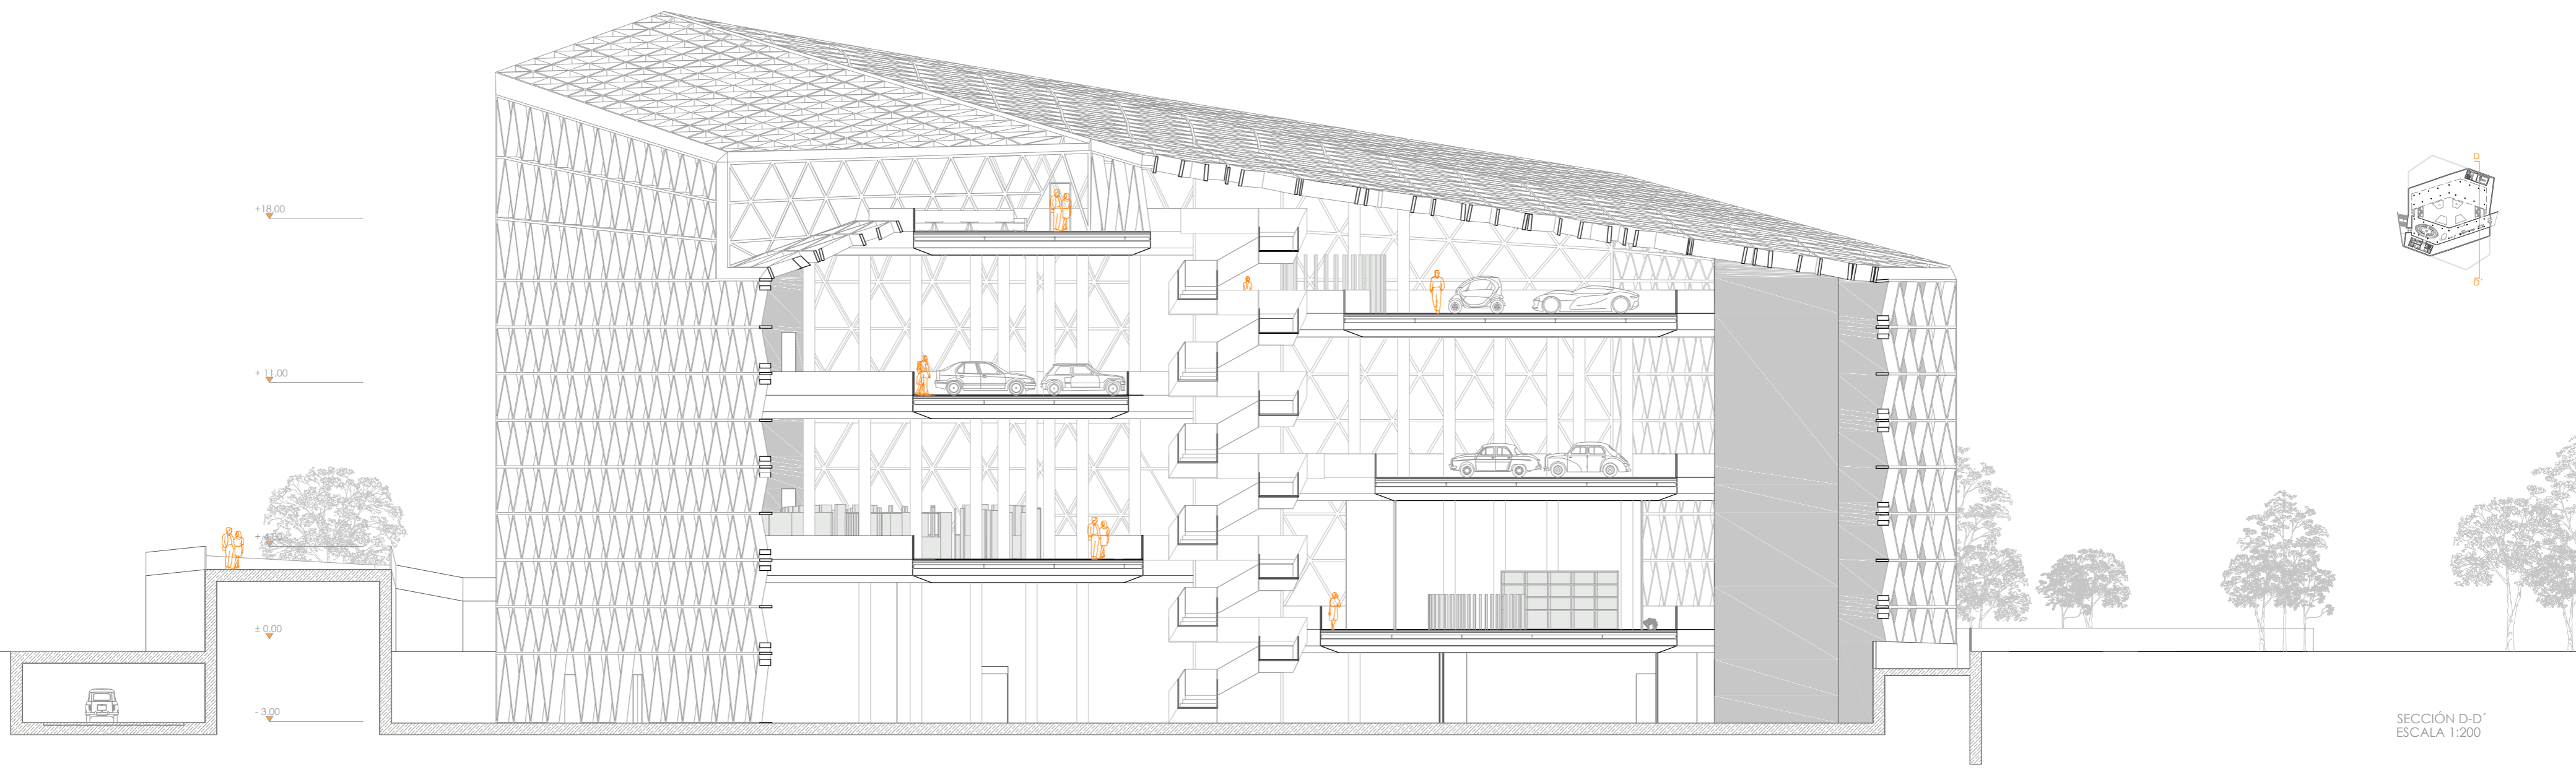 +18.00
+ 11.00
± 0.00
- 3.00
D
D´
SECCIÓN D-D´
ESCALA 1:200